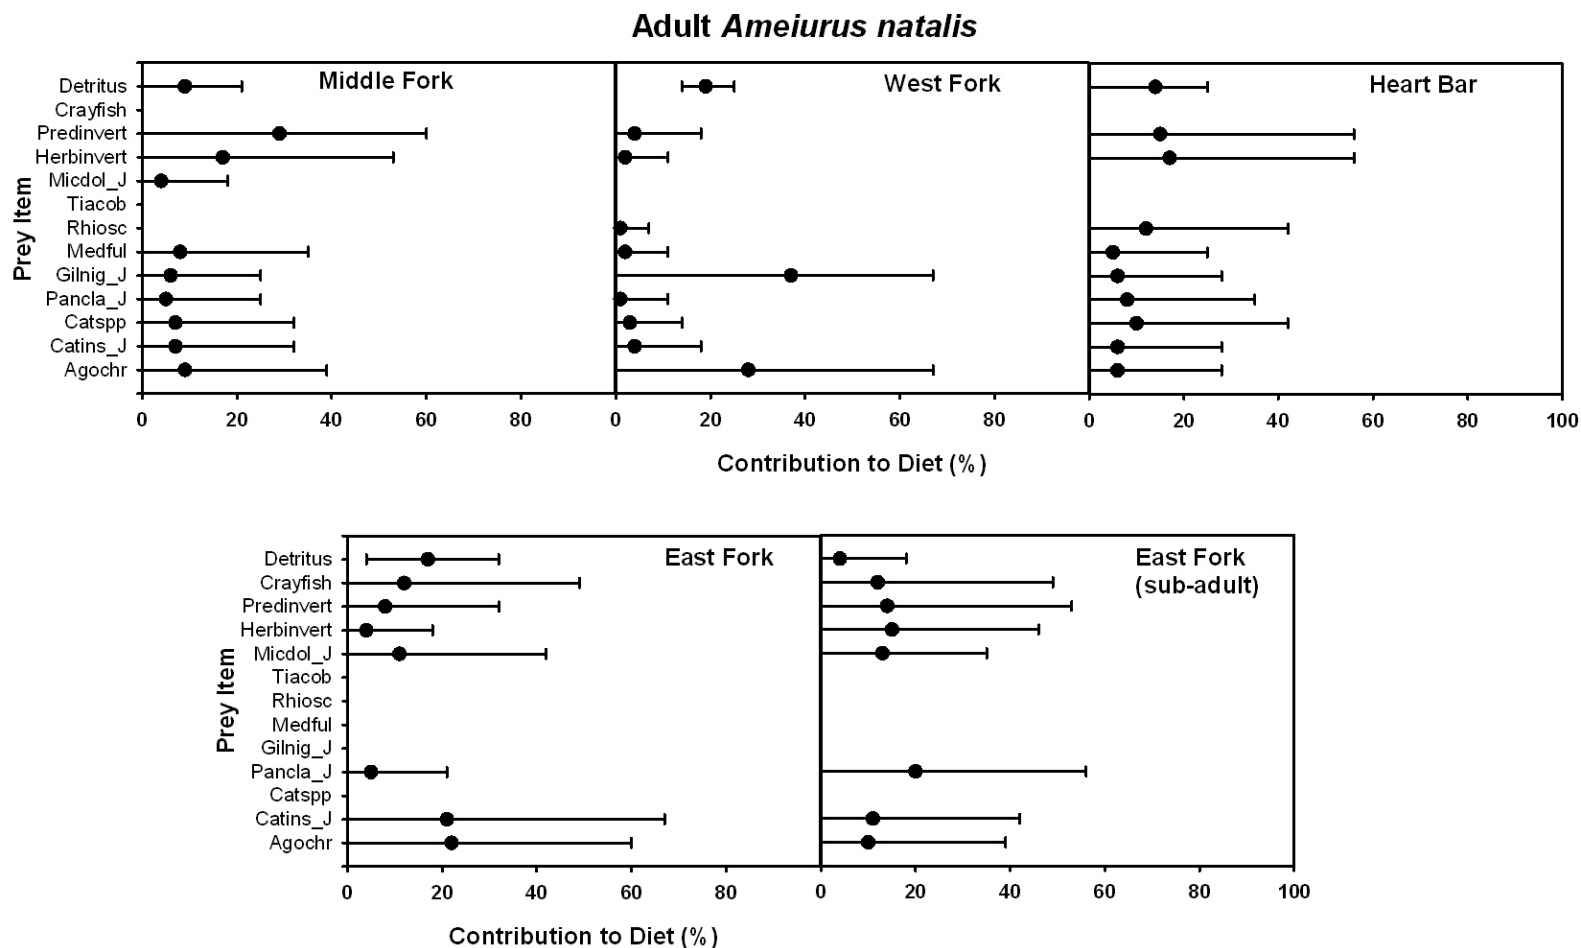 Adult Ameiurus natalis
Middle Fork
West Fork
Heart Bar
Prey Item
Detritus
Crayfish
Predinvert
Herbinvert
Micdol_J
Tiacob
Rhiosc
Medful
Gilnig_J
Pancla_J
Catspp
Catins_J
Agochr
0 20 40 60 80 0 20 40 60 80 0 20 40 60 80 100
Contribution to Diet (%)
East Fork
East Fork
(sub-adult)
Prey Item
Detritus
Crayfish
Predinvert
Herbinvert
Micdol_J
Tiacob
Rhiosc
Medful
Gilnig_J
Pancla_J
Catspp
Catins_J
Agochr
0 20 40 60 80 0 20 40 60 80 100
Contribution to Diet (%)